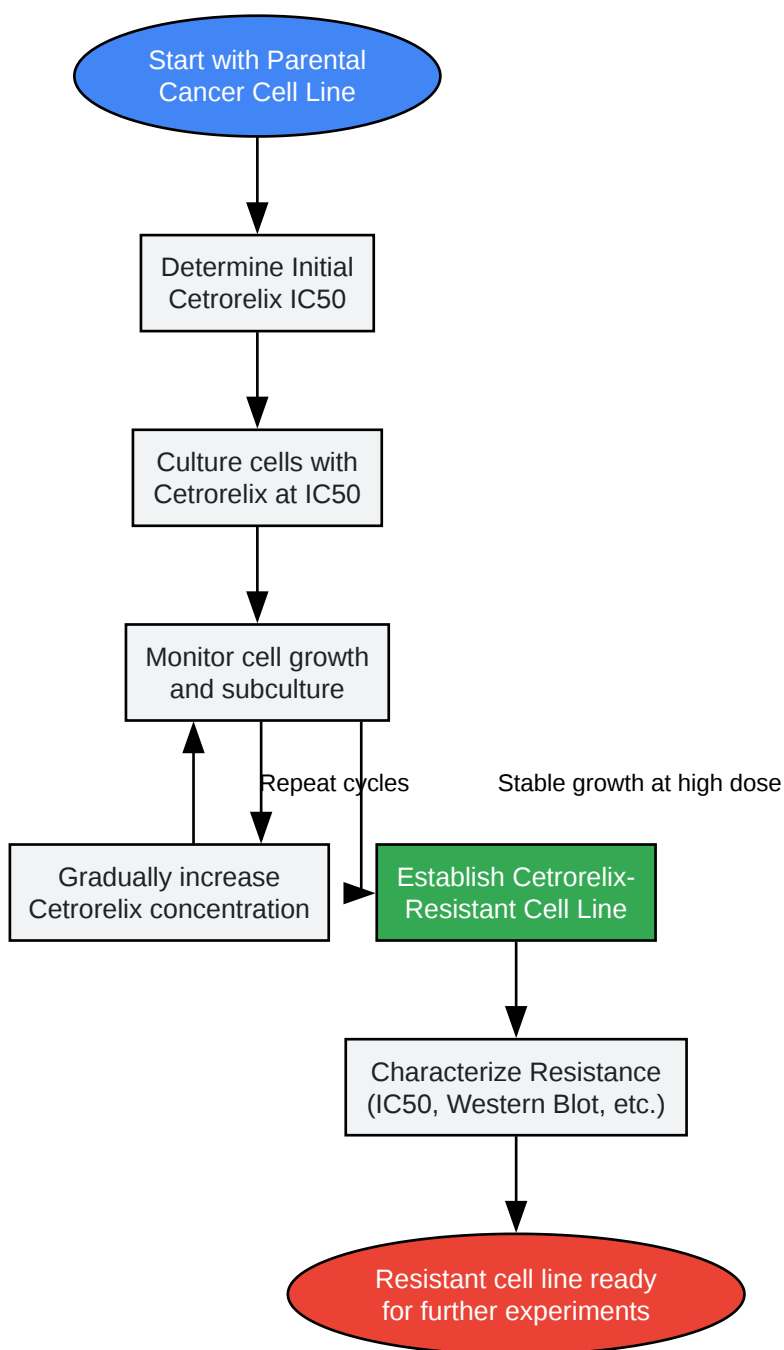 Start with Parental
Cancer Cell Line
Determine Initial
Cetrorelix IC50
Culture cells with
Cetrorelix at IC50
Monitor cell growth
and subculture
Repeat cycles
Stable growth at high dose
Gradually increase
Cetrorelix concentration
Establish Cetrorelix-
Resistant Cell Line
Characterize Resistance
(IC50, Western Blot, etc.)
Resistant cell line ready
for further experiments